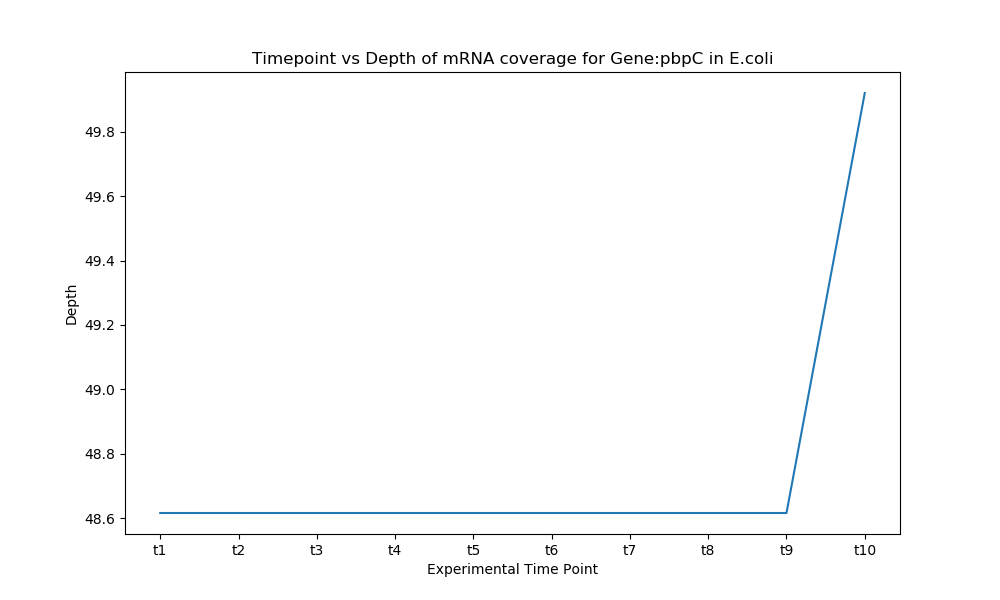 Timepoint vs Depth of mRNA coverage for Gene:pbpC in E.coli
Depth
49.8
49.6
49.4
49.2
49.0
48.8
48.6
t1 t2 t3 t4 t5 t6 t7 t8 t9 t10
Experimental Time Point